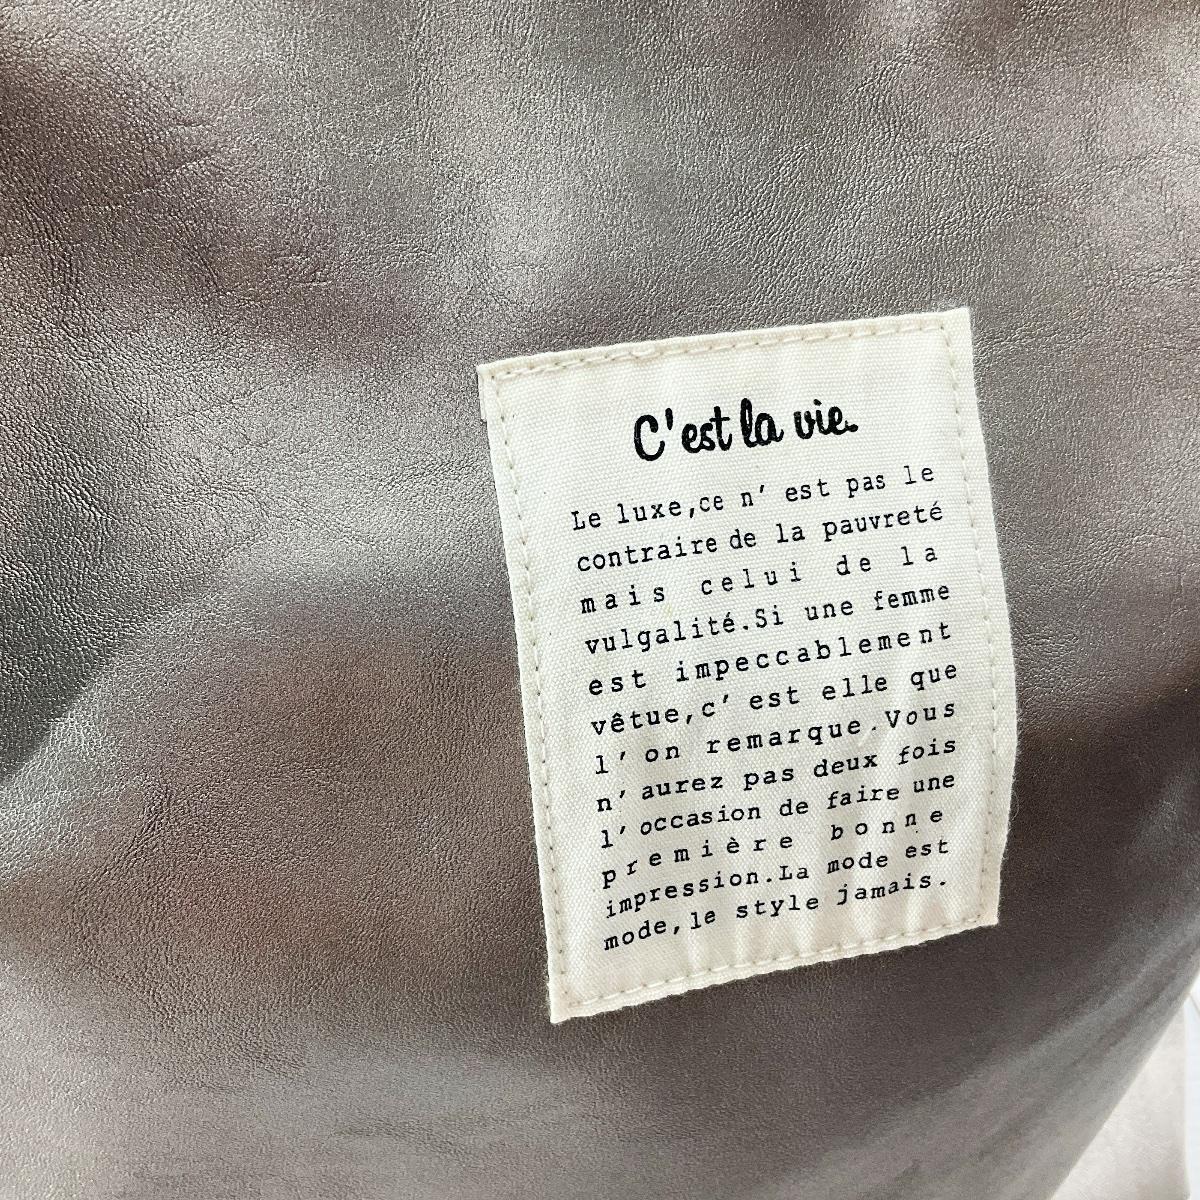 C'est la vie.
Le luxe,ce n' est pas le
contraire de la pauvreté
mais celui de la
vulgalité.Si une femme
est impeccablement
vêtue,c' est elle que
l' on remarque.Vous
n' aurez pas deux fois
l' occasion de faire une
première bonne
impression.La mode est
mode,le style jamais.